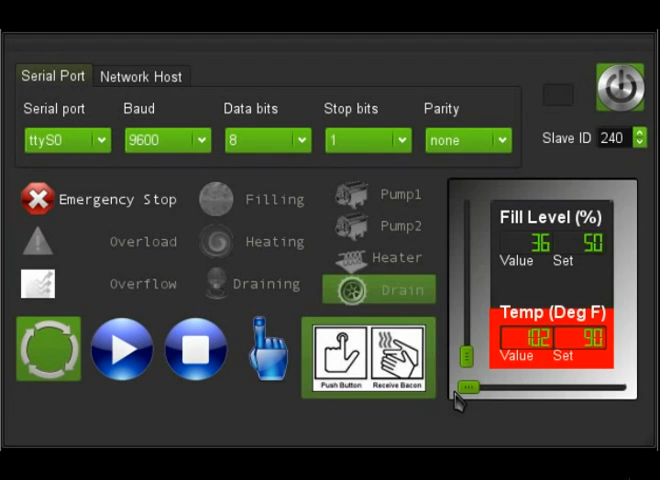 Serial Port Network Host
Serial port Baud Data bits Stop bits Parity
ttyS0 9600 8 1 none
Slave ID 240
Emergency Stop Filling Pump1
Pump2
Overload Heating
Heater
Overflow Draining
Drain
Fill Level (%)
36 50
Value Set
Temp (Deg F)
102 90
Value Set
Push Button Receive Bacon